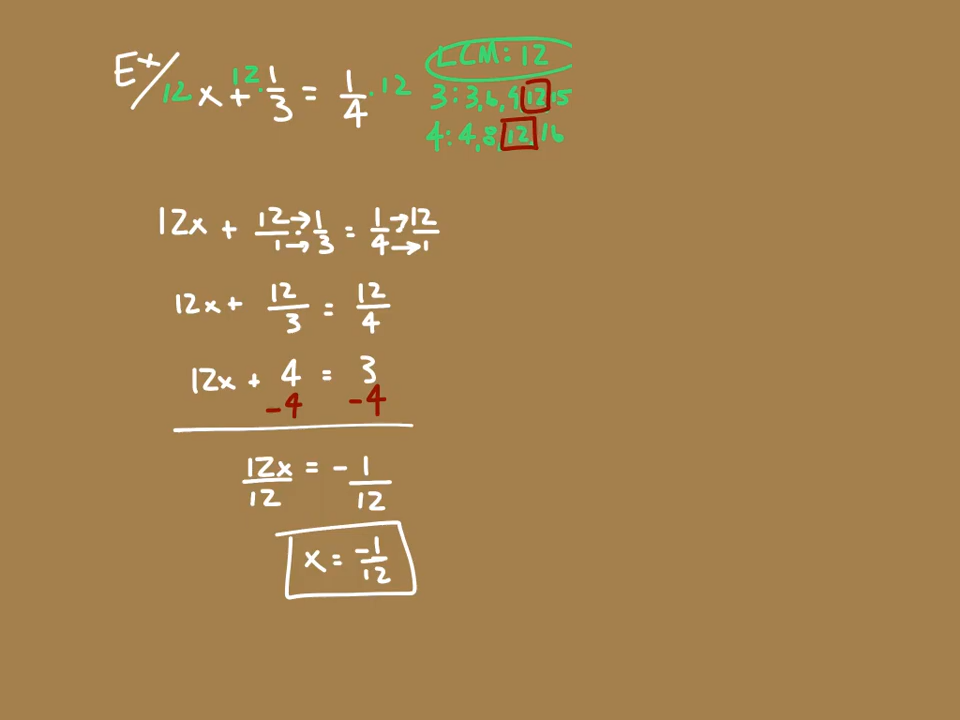 Ex/ 12 x + 12 · 1/3 = 1/4 · 12
LCM: 12
3: 3, 6, 9 12 15
4: 4, 8, 12, 16
12x + 12/1 · 1/3 = 1/4 12/1
12x + 12/3 = 12/4
12x + 4 = 3
-4 -4
12x/12 = -1/12
x = -1/12